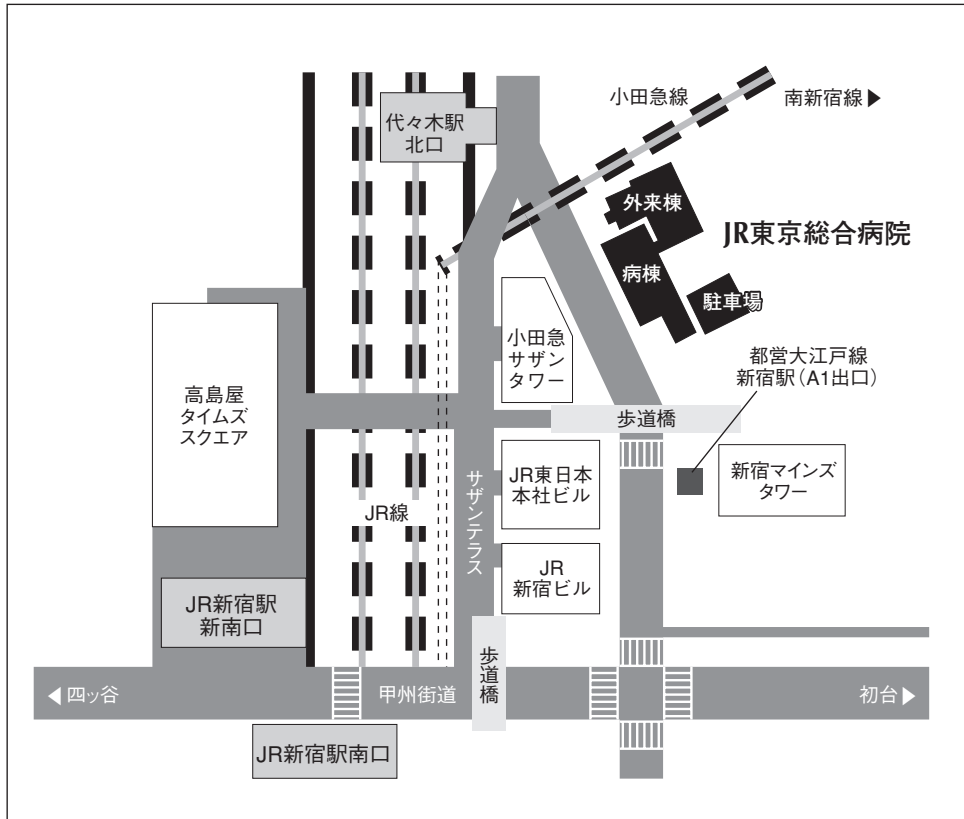 小田急線
南新宿線▶
代々木駅
北口
外来棟
JR東京総合病院
病棟
駐車場
小田急
サザン
タワー
都営大江戸線
新宿駅（A1出口）
高島屋
タイムズ
スクエア
歩道橋
サザンテラス
JR東日本
本社ビル
新宿マインズ
タワー
JR線
JR
新宿ビル
JR新宿駅
新南口
歩道橋
◀四ッ谷
甲州街道
初台▶
JR新宿駅南口